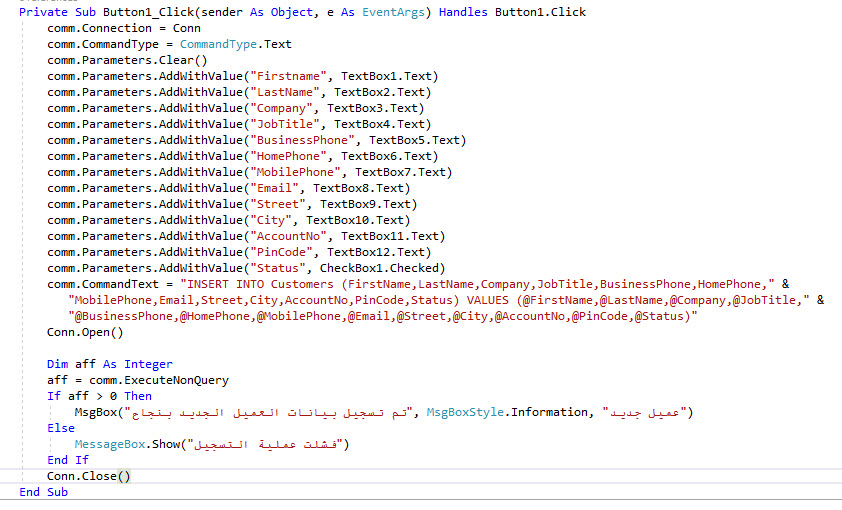 Private Sub Button1_Click(sender As Object, e As EventArgs) Handles Button1.Click
comm.Connection = Conn
comm.CommandType = CommandType.Text
comm.Parameters.Clear()
comm.Parameters.AddWithValue("Firstname", TextBox1.Text)
comm.Parameters.AddWithValue("LastName", TextBox2.Text)
comm.Parameters.AddWithValue("Company", TextBox3.Text)
comm.Parameters.AddWithValue("JobTitle", TextBox4.Text)
comm.Parameters.AddWithValue("BusinessPhone", TextBox5.Text)
comm.Parameters.AddWithValue("HomePhone", TextBox6.Text)
comm.Parameters.AddWithValue("MobilePhone", TextBox7.Text)
comm.Parameters.AddWithValue("Email", TextBox8.Text)
comm.Parameters.AddWithValue("Street", TextBox9.Text)
comm.Parameters.AddWithValue("City", TextBox10.Text)
comm.Parameters.AddWithValue("AccountNo", TextBox11.Text)
comm.Parameters.AddWithValue("PinCode", TextBox12.Text)
comm.Parameters.AddWithValue("Status", CheckBox1.Checked)
comm.CommandText = "INSERT INTO Customers (FirstName,LastName,Company,JobTitle,BusinessPhone,HomePhone," &
"MobilePhone,Email,Street,City,AccountNo,PinCode,Status) VALUES (@FirstName,@LastName,@Company,@JobTitle," &
"@BusinessPhone,@HomePhone,@MobilePhone,@Email,@Street,@City,@AccountNo,@PinCode,@Status)"
Conn.Open()
Dim aff As Integer
aff = comm.ExecuteNonQuery
If aff > 0 Then
MsgBox("تم تسجيل بيانات العميل الجديد بنجاح", MsgBoxStyle.Information, "عميل جديد")
Else
MessageBox.Show("فشلت عملية التسجيل")
End If
Conn.Close()
End Sub